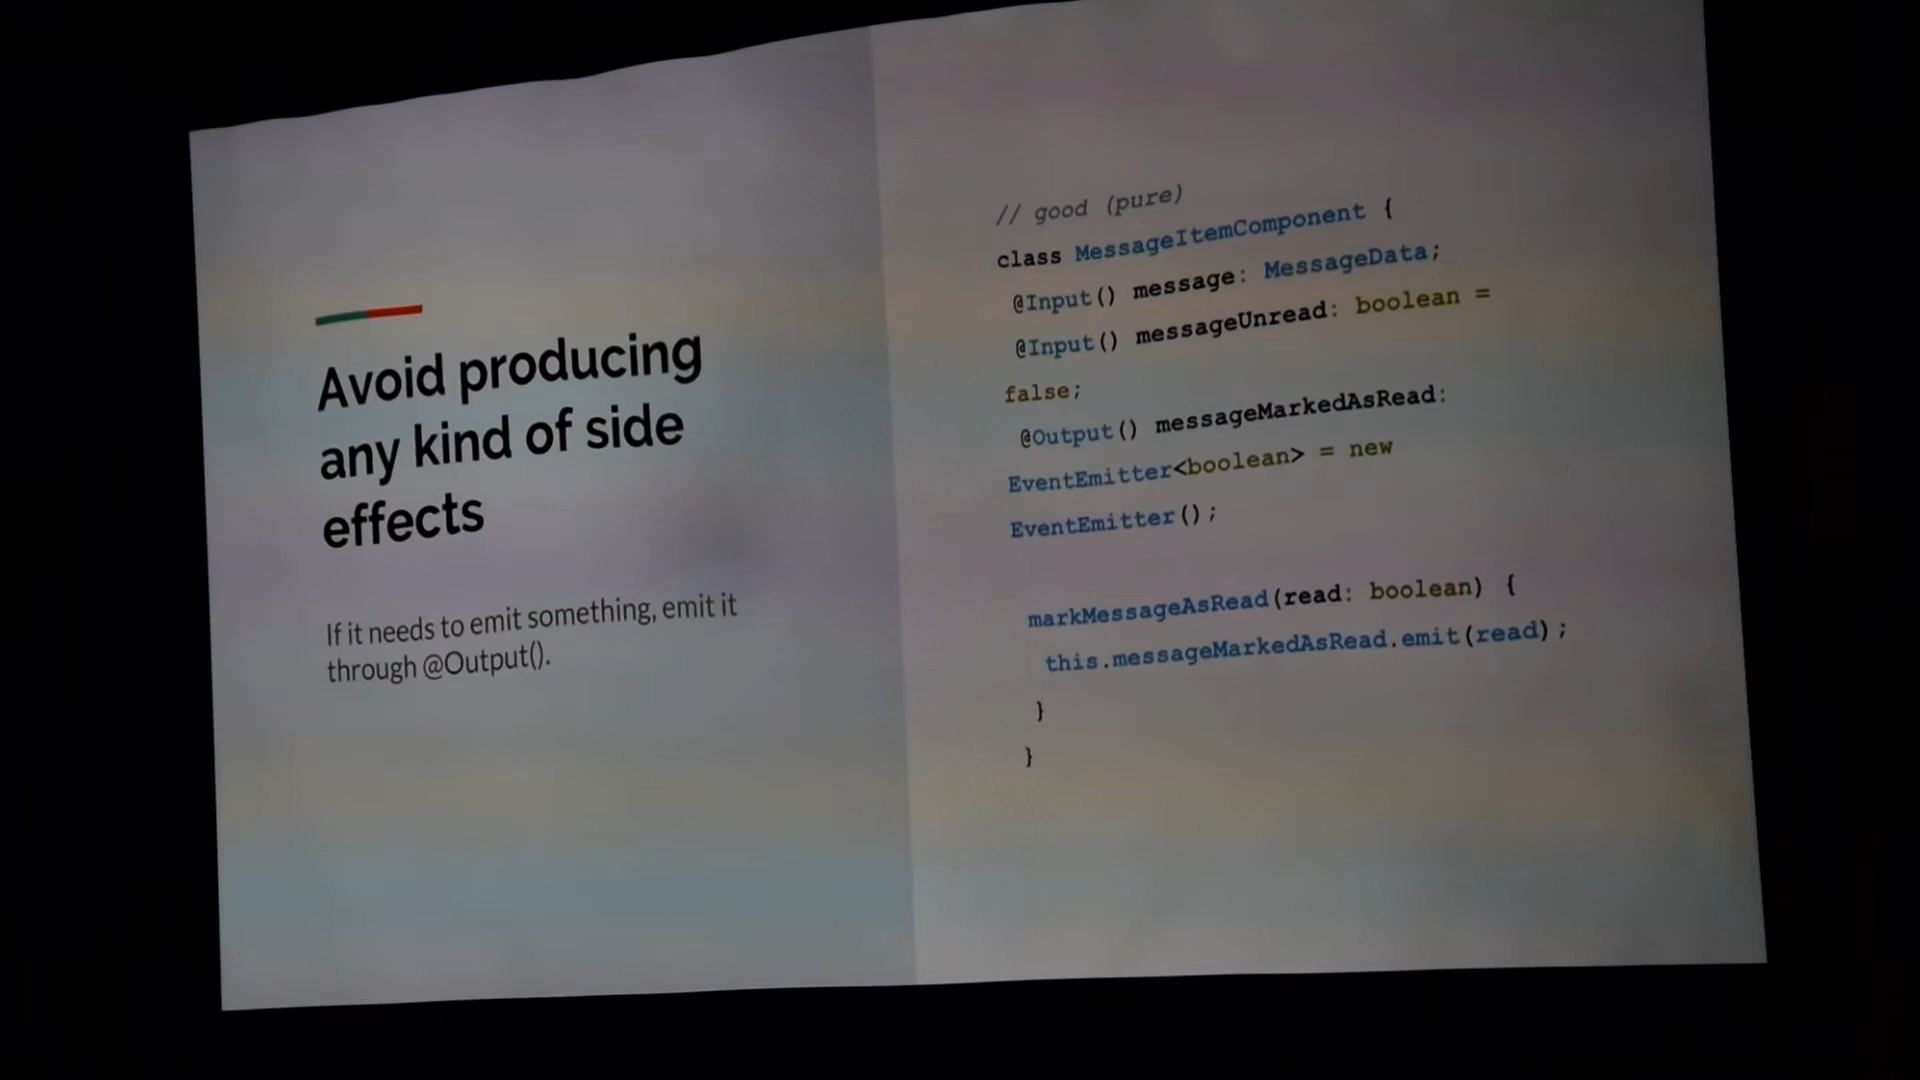 Avoid producing
any kind of side
effects
If it needs to emit something, emit it
through @Output().
// good (pure)
class MessageItemComponent {
@Input() message: MessageData;
@Input() messageUnread: boolean =
false;
@Output() messageMarkedAsRead:
EventEmitter<boolean> = new
EventEmitter();
markMessageAsRead(read: boolean) {
this.messageMarkedAsRead.emit(read);
}
}